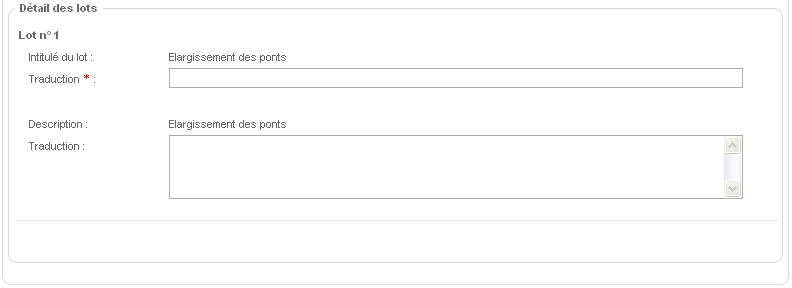 Détail des lots
Lot n°1
Intitulé du lot : Elargissement des ponts
Traduction * :
Description : Elargissement des ponts
Traduction :